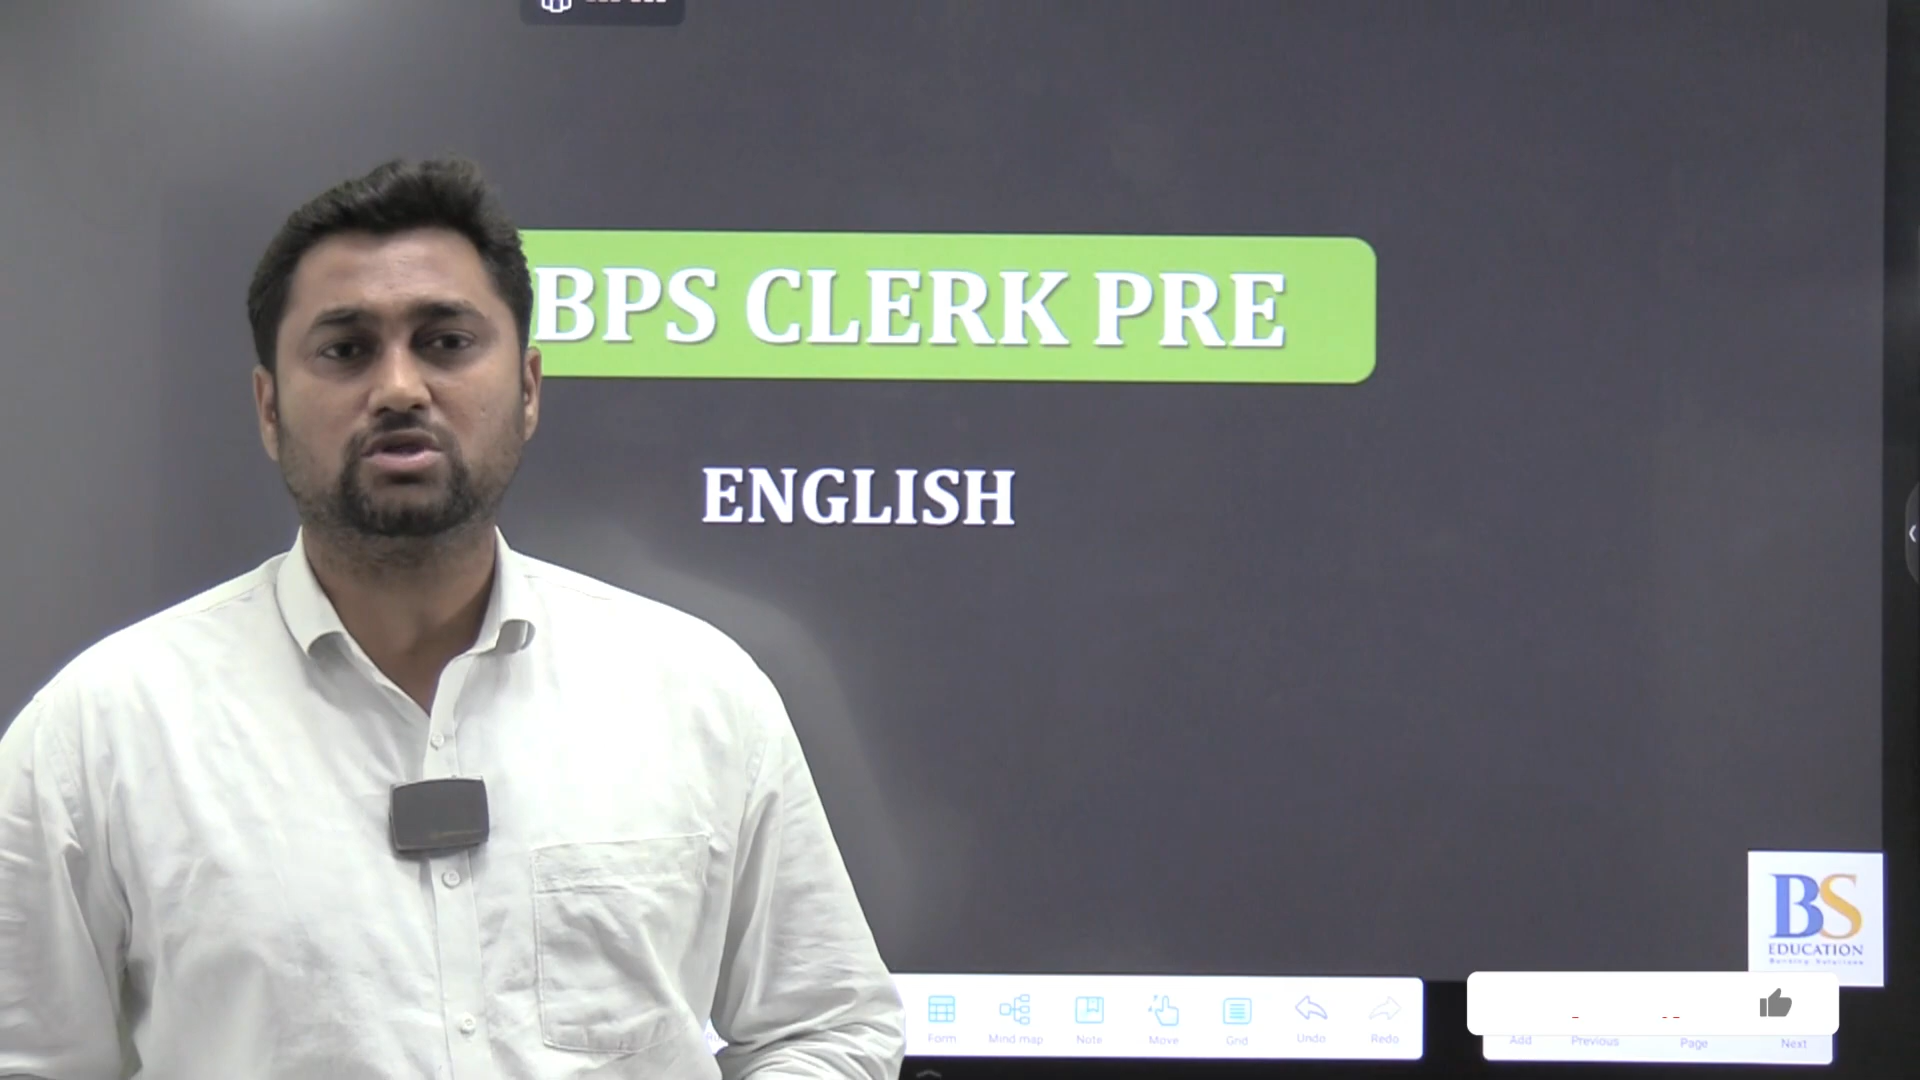 BPS CLERK PRE
ENGLISH
BS
EDUCATION
Form Mind map Note Move Grid Undo Redo
Add Previous Page Next